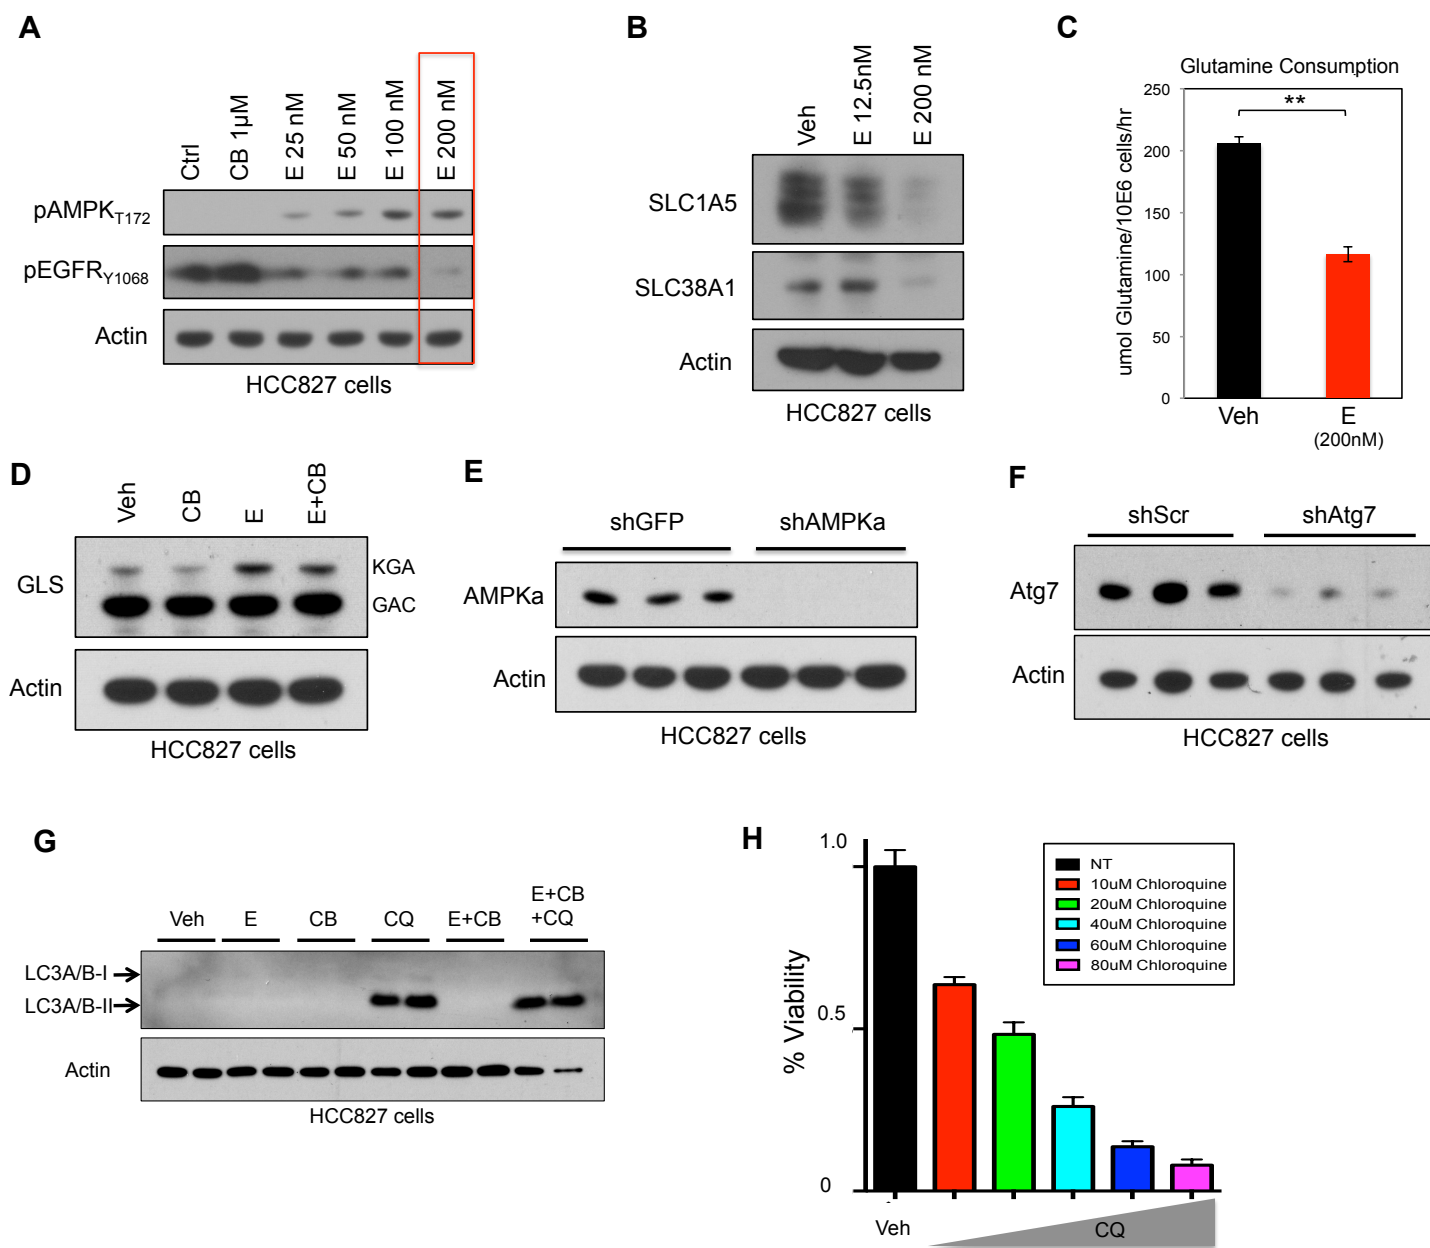 A
Ctrl
CB 1µM
E 25 nM
E 50 nM
E 100 nM
E 200 nM
pAMPKT172
pEGFRY1068
Actin
HCC827 cells
B
Veh
E 12.5nM
E 200 nM
SLC1A5
SLC38A1
Actin
HCC827 cells
C
Glutamine Consumption
umol Glutamine/10E6 cells/hr
250
200
150
100
50
0
**
Veh
E
(200nM)
D
Veh
CB
E
E+CB
GLS
KGA
GAC
Actin
HCC827 cells
E
shGFP
shAMPKa
AMPKa
Actin
HCC827 cells
F
shScr
shAtg7
Atg7
Actin
HCC827 cells
G
Veh
E
CB
CQ
E+CB
E+CB
+CQ
LC3A/B-I
LC3A/B-II
Actin
HCC827 cells
H
% Viability
1.0
0.5
0
NT
10uM Chloroquine
20uM Chloroquine
40uM Chloroquine
60uM Chloroquine
80uM Chloroquine
Veh
CQ